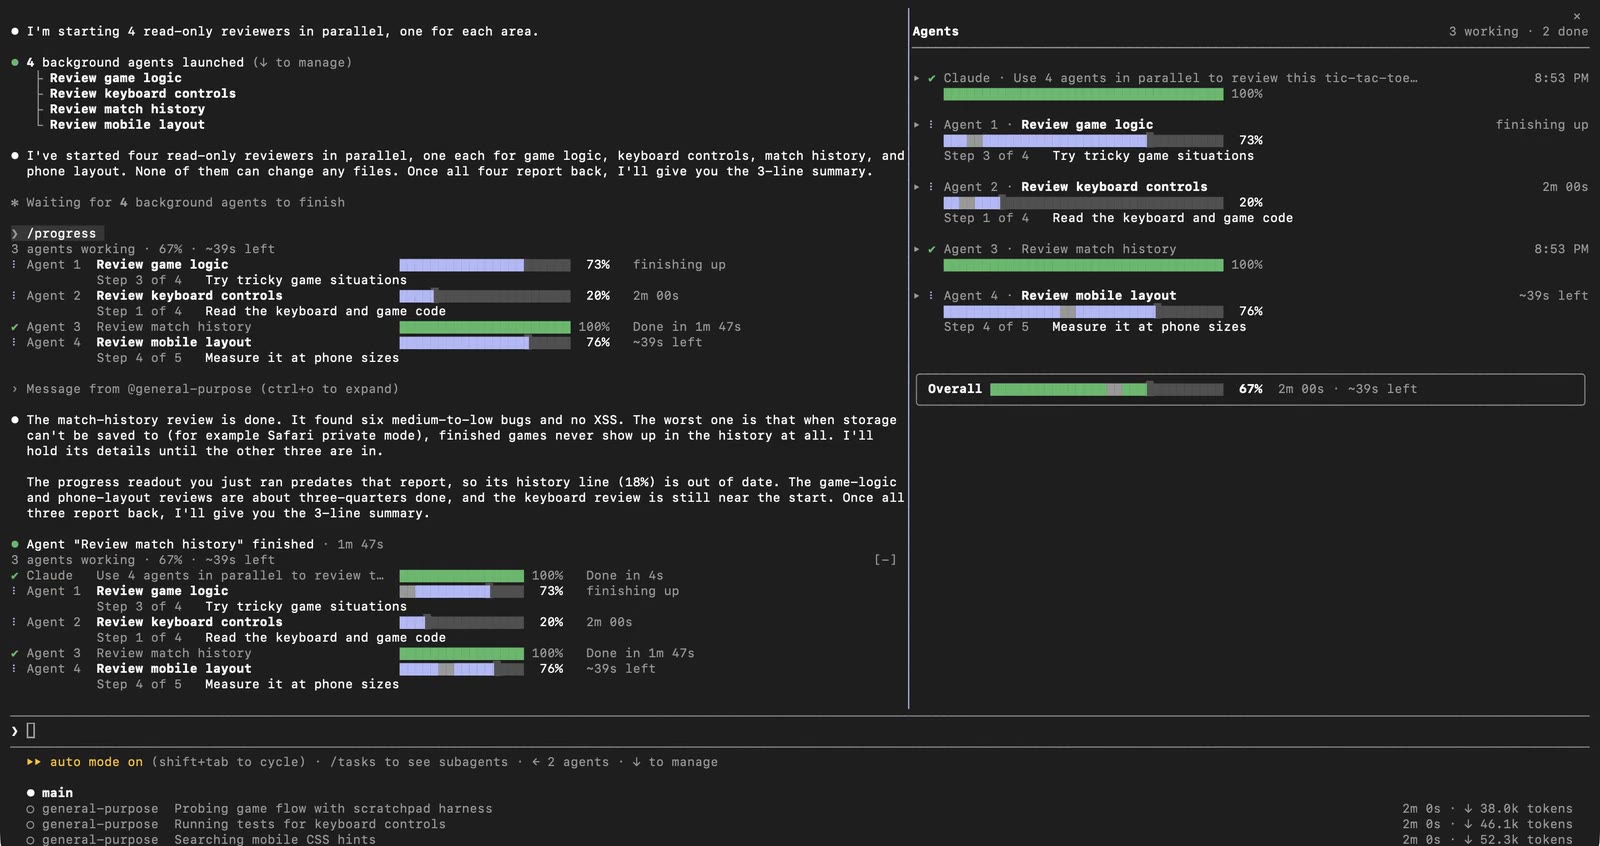 ● I'm starting 4 read-only reviewers in parallel, one for each area.
● 4 background agents launched (↓ to manage)
├ Review game logic
├ Review keyboard controls
├ Review match history
└ Review mobile layout
● I've started four read-only reviewers in parallel, one each for game logic, keyboard controls, match history, and
phone layout. None of them can change any files. Once all four report back, I'll give you the 3-line summary.
✻ Waiting for 4 background agents to finish
❯ /progress
3 agents working · 67% · ~39s left
⁝ Agent 1 Review game logic 73% finishing up
Step 3 of 4 Try tricky game situations
⁝ Agent 2 Review keyboard controls 20% 2m 00s
Step 1 of 4 Read the keyboard and game code
✔ Agent 3 Review match history 100% Done in 1m 47s
⁝ Agent 4 Review mobile layout 76% ~39s left
Step 4 of 5 Measure it at phone sizes
› Message from @general-purpose (ctrl+o to expand)
● The match-history review is done. It found six medium-to-low bugs and no XSS. The worst one is that when storage
can't be saved to (for example Safari private mode), finished games never show up in the history at all. I'll
hold its details until the other three are in.
The progress readout you just ran predates that report, so its history line (18%) is out of date. The game-logic
and phone-layout reviews are about three-quarters done, and the keyboard review is still near the start. Once all
three report back, I'll give you the 3-line summary.
● Agent "Review match history" finished · 1m 47s
3 agents working · 67% · ~39s left [-]
✔ Claude Use 4 agents in parallel to review t… 100% Done in 4s
⁝ Agent 1 Review game logic 73% finishing up
Step 3 of 4 Try tricky game situations
⁝ Agent 2 Review keyboard controls 20% 2m 00s
Step 1 of 4 Read the keyboard and game code
✔ Agent 3 Review match history 100% Done in 1m 47s
⁝ Agent 4 Review mobile layout 76% ~39s left
Step 4 of 5 Measure it at phone sizes
×
Agents 3 working · 2 done
▸ ✔ Claude · Use 4 agents in parallel to review this tic-tac-toe… 8:53 PM
100%
▸ ⁝ Agent 1 · Review game logic finishing up
73%
Step 3 of 4 Try tricky game situations
▸ ⁝ Agent 2 · Review keyboard controls 2m 00s
20%
Step 1 of 4 Read the keyboard and game code
▸ ✔ Agent 3 · Review match history 8:53 PM
100%
▸ ⁝ Agent 4 · Review mobile layout ~39s left
76%
Step 4 of 5 Measure it at phone sizes
Overall 67% 2m 00s · ~39s left
❯
▸▸ auto mode on (shift+tab to cycle) · /tasks to see subagents · ← 2 agents · ↓ to manage
● main
○ general-purpose Probing game flow with scratchpad harness 2m 0s · ↓ 38.0k tokens
○ general-purpose Running tests for keyboard controls 2m 0s · ↓ 46.1k tokens
○ general-purpose Searching mobile CSS hints 2m 0s · ↓ 52.3k tokens